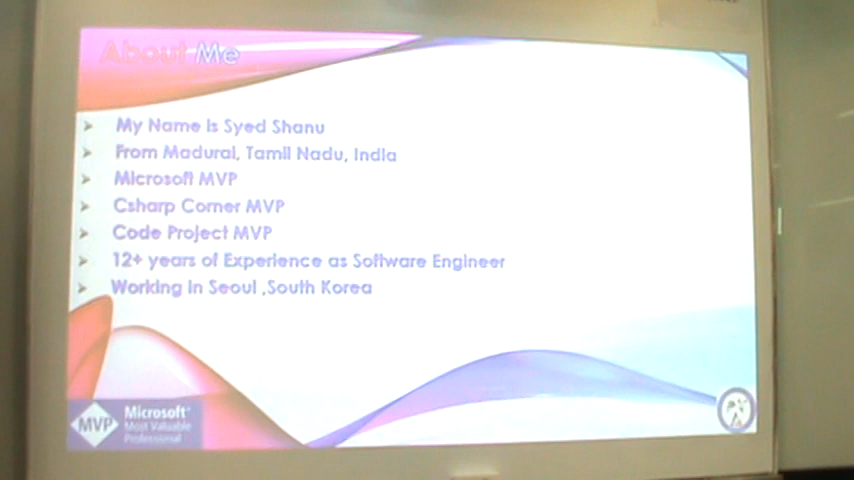 About Me
My Name is Syed Shanu
From Madurai, Tamil Nadu, India
Microsoft MVP
Csharp Corner MVP
Code Project MVP
12+ years of Experience as Software Engineer
Working in Seoul ,South Korea
MVP
Microsoft®
Most Valuable
Professional